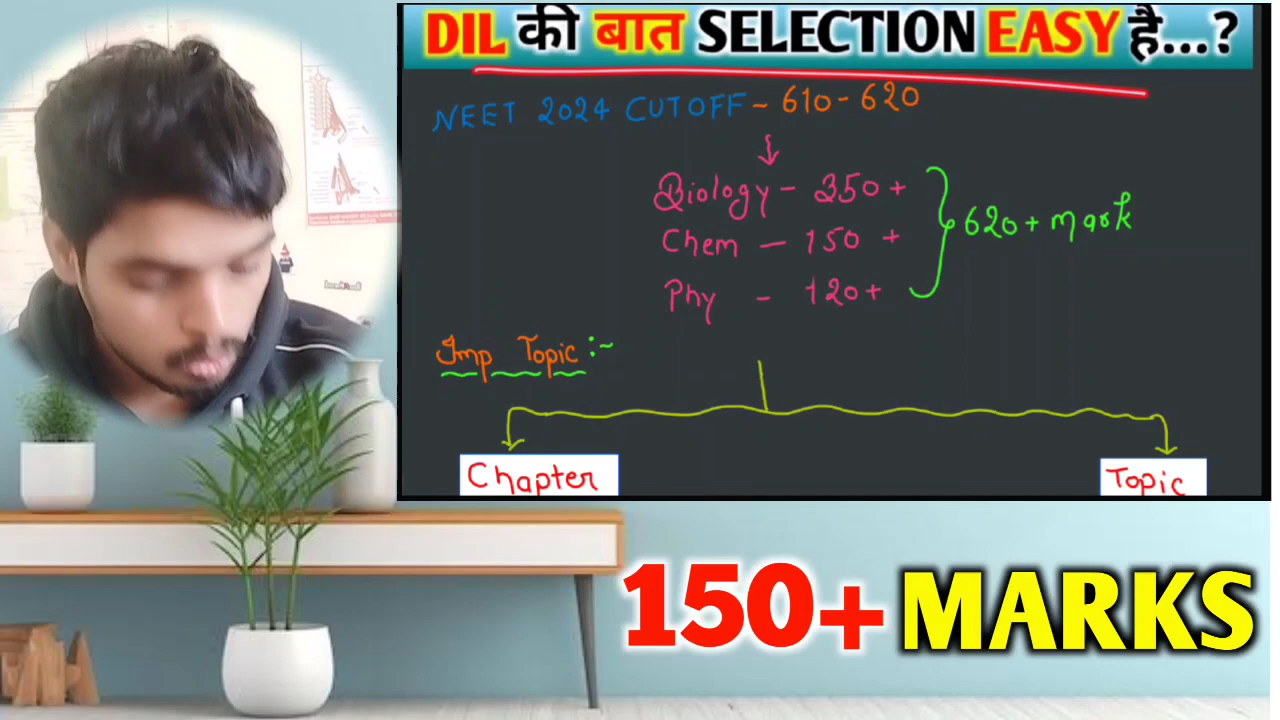 DIL की बात SELECTION EASY है...?
NEET 2024 CUTOFF ~ 610 - 620
Biology - 350 +
Chem - 150 +
Phy - 120+
620 + mark
Imp Topic :~
Chapter
Topic
150+ MARKS